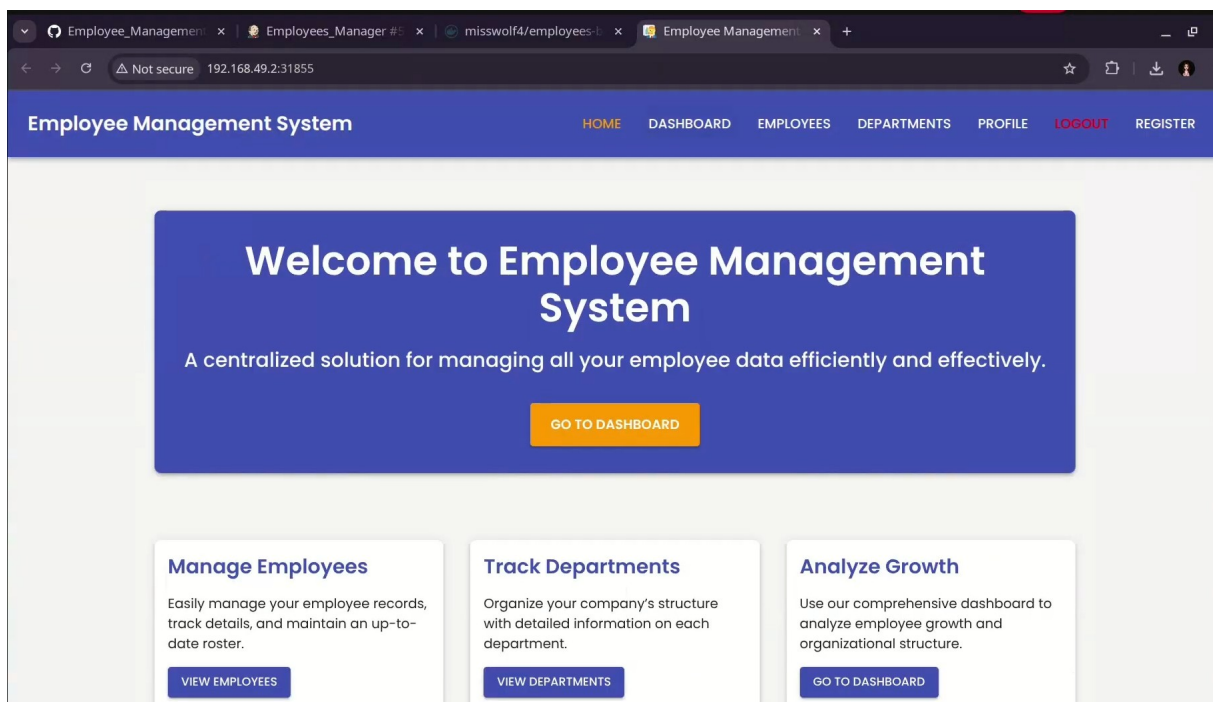 Employee_Management
Employees_Manager #5
misswolf4/employees-b
Employee Management
Not secure 192.168.49.2:31855
Employee Management System
HOME DASHBOARD EMPLOYEES DEPARTMENTS PROFILE LOGOUT REGISTER
Welcome to Employee Management
System
A centralized solution for managing all your employee data efficiently and effectively.
GO TO DASHBOARD
Manage Employees
Easily manage your employee records,
track details, and maintain an up-to-
date roster.
VIEW EMPLOYEES
Track Departments
Organize your company’s structure
with detailed information on each
department.
VIEW DEPARTMENTS
Analyze Growth
Use our comprehensive dashboard to
analyze employee growth and
organizational structure.
GO TO DASHBOARD